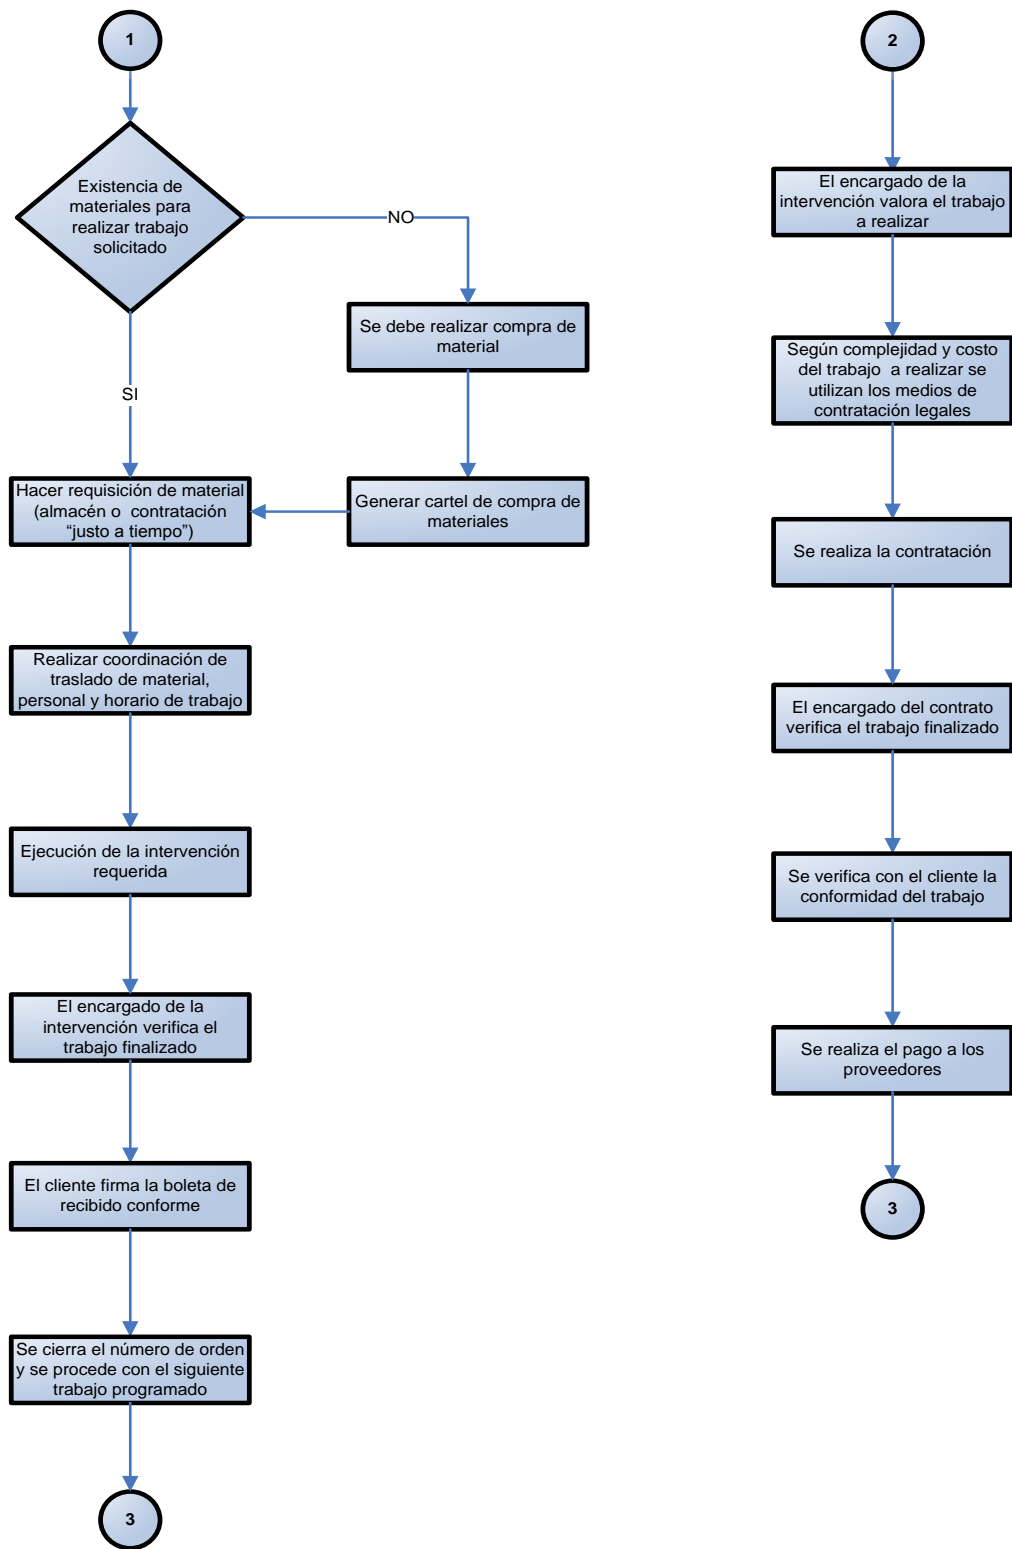 1
Existencia de
materiales para
realizar trabajo
solicitado
NO
Se debe realizar compra de
material
SI
Hacer requisición de material
(almacén o contratación
“justo a tiempo”)
Generar cartel de compra de
materiales
Realizar coordinación de
traslado de material,
personal y horario de trabajo
Ejecución de la intervención
requerida
El encargado de la
intervención verifica el
trabajo finalizado
El cliente firma la boleta de
recibido conforme
Se cierra el número de orden
y se procede con el siguiente
trabajo programado
3
2
El encargado de la
intervención valora el trabajo
a realizar
Según complejidad y costo
del trabajo a realizar se
utilizan los medios de
contratación legales
Se realiza la contratación
El encargado del contrato
verifica el trabajo finalizado
Se verifica con el cliente la
conformidad del trabajo
Se realiza el pago a los
proveedores
3